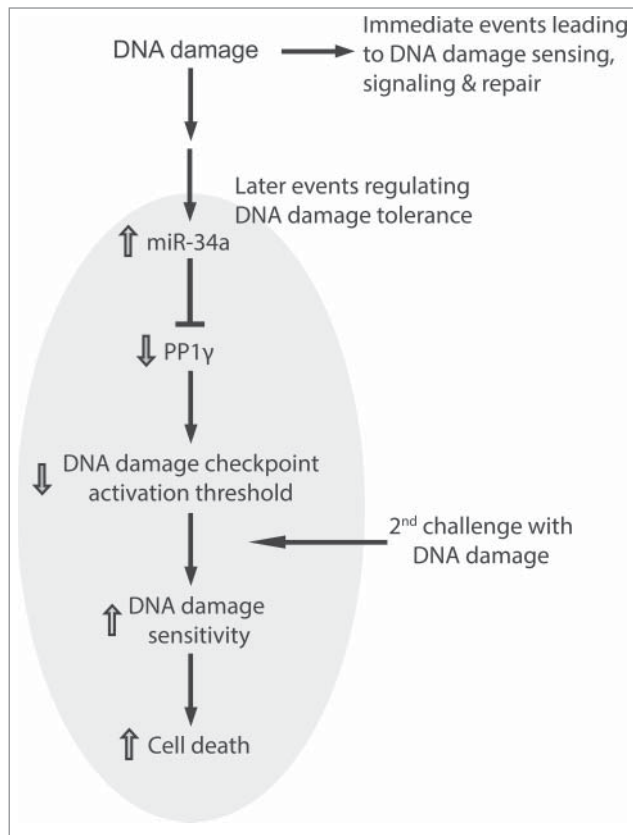 DNA damage
Immediate events leading
to DNA damage sensing,
signaling & repair
Later events regulating
DNA damage tolerance
miR-34a
PP1γ
DNA damage checkpoint
activation threshold
2nd challenge with
DNA damage
DNA damage
sensitivity
Cell death